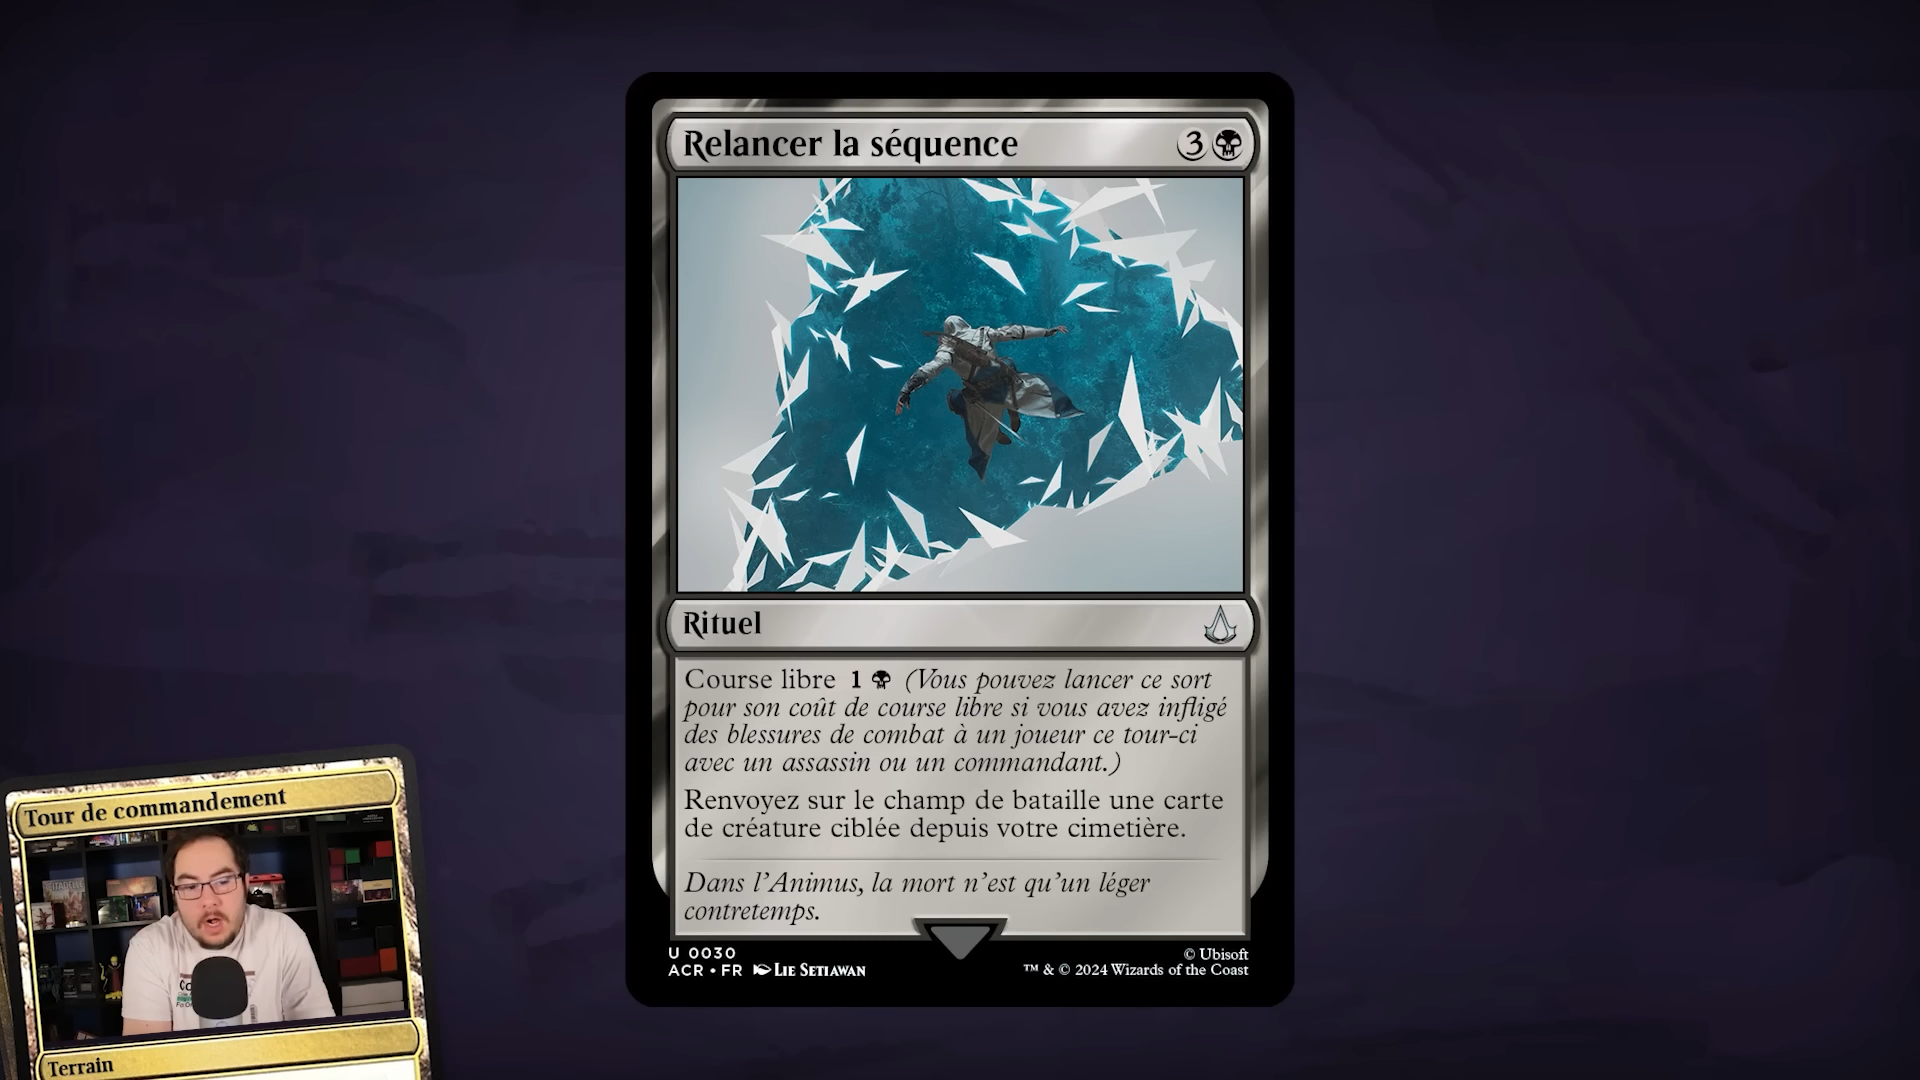 Relancer la séquence 3
Rituel
Course libre 1 (Vous pouvez lancer ce sort
pour son coût de course libre si vous avez infligé
des blessures de combat à un joueur ce tour-ci
avec un assassin ou un commandant.)
Renvoyez sur le champ de bataille une carte
de créature ciblée depuis votre cimetière.
Dans l'Animus, la mort n'est qu'un léger
contretemps.
U 0030
ACR • FR Lie Setiawan
© Ubisoft
™ & © 2024 Wizards of the Coast
Tour de commandement
CITADELLES
Terrain